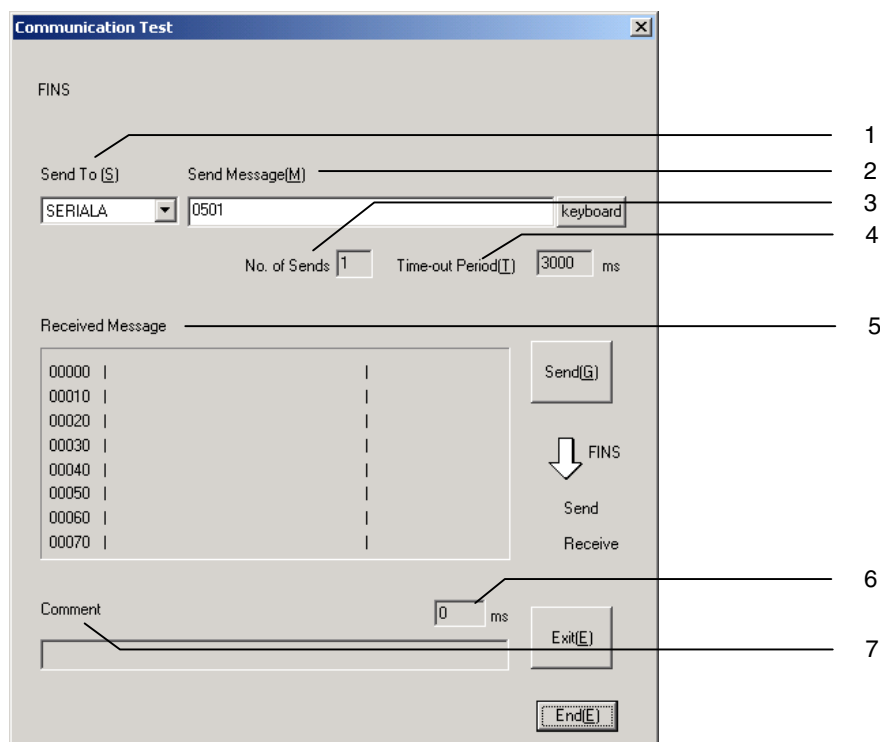 Communication Test
FINS
1
Send To (S) Send Message(M) 2
SERIALA 0501 keyboard 3
4
No. of Sends 1 Time-out Period(T) 3000 ms
Received Message 5
00000 | | Send(G)
00010 | |
00020 | |
00030 | | FINS
00040 | |
00050 | |
00060 | | Send
00070 | | Receive
6
Comment 0 ms
Exit(E)
7
End(E)